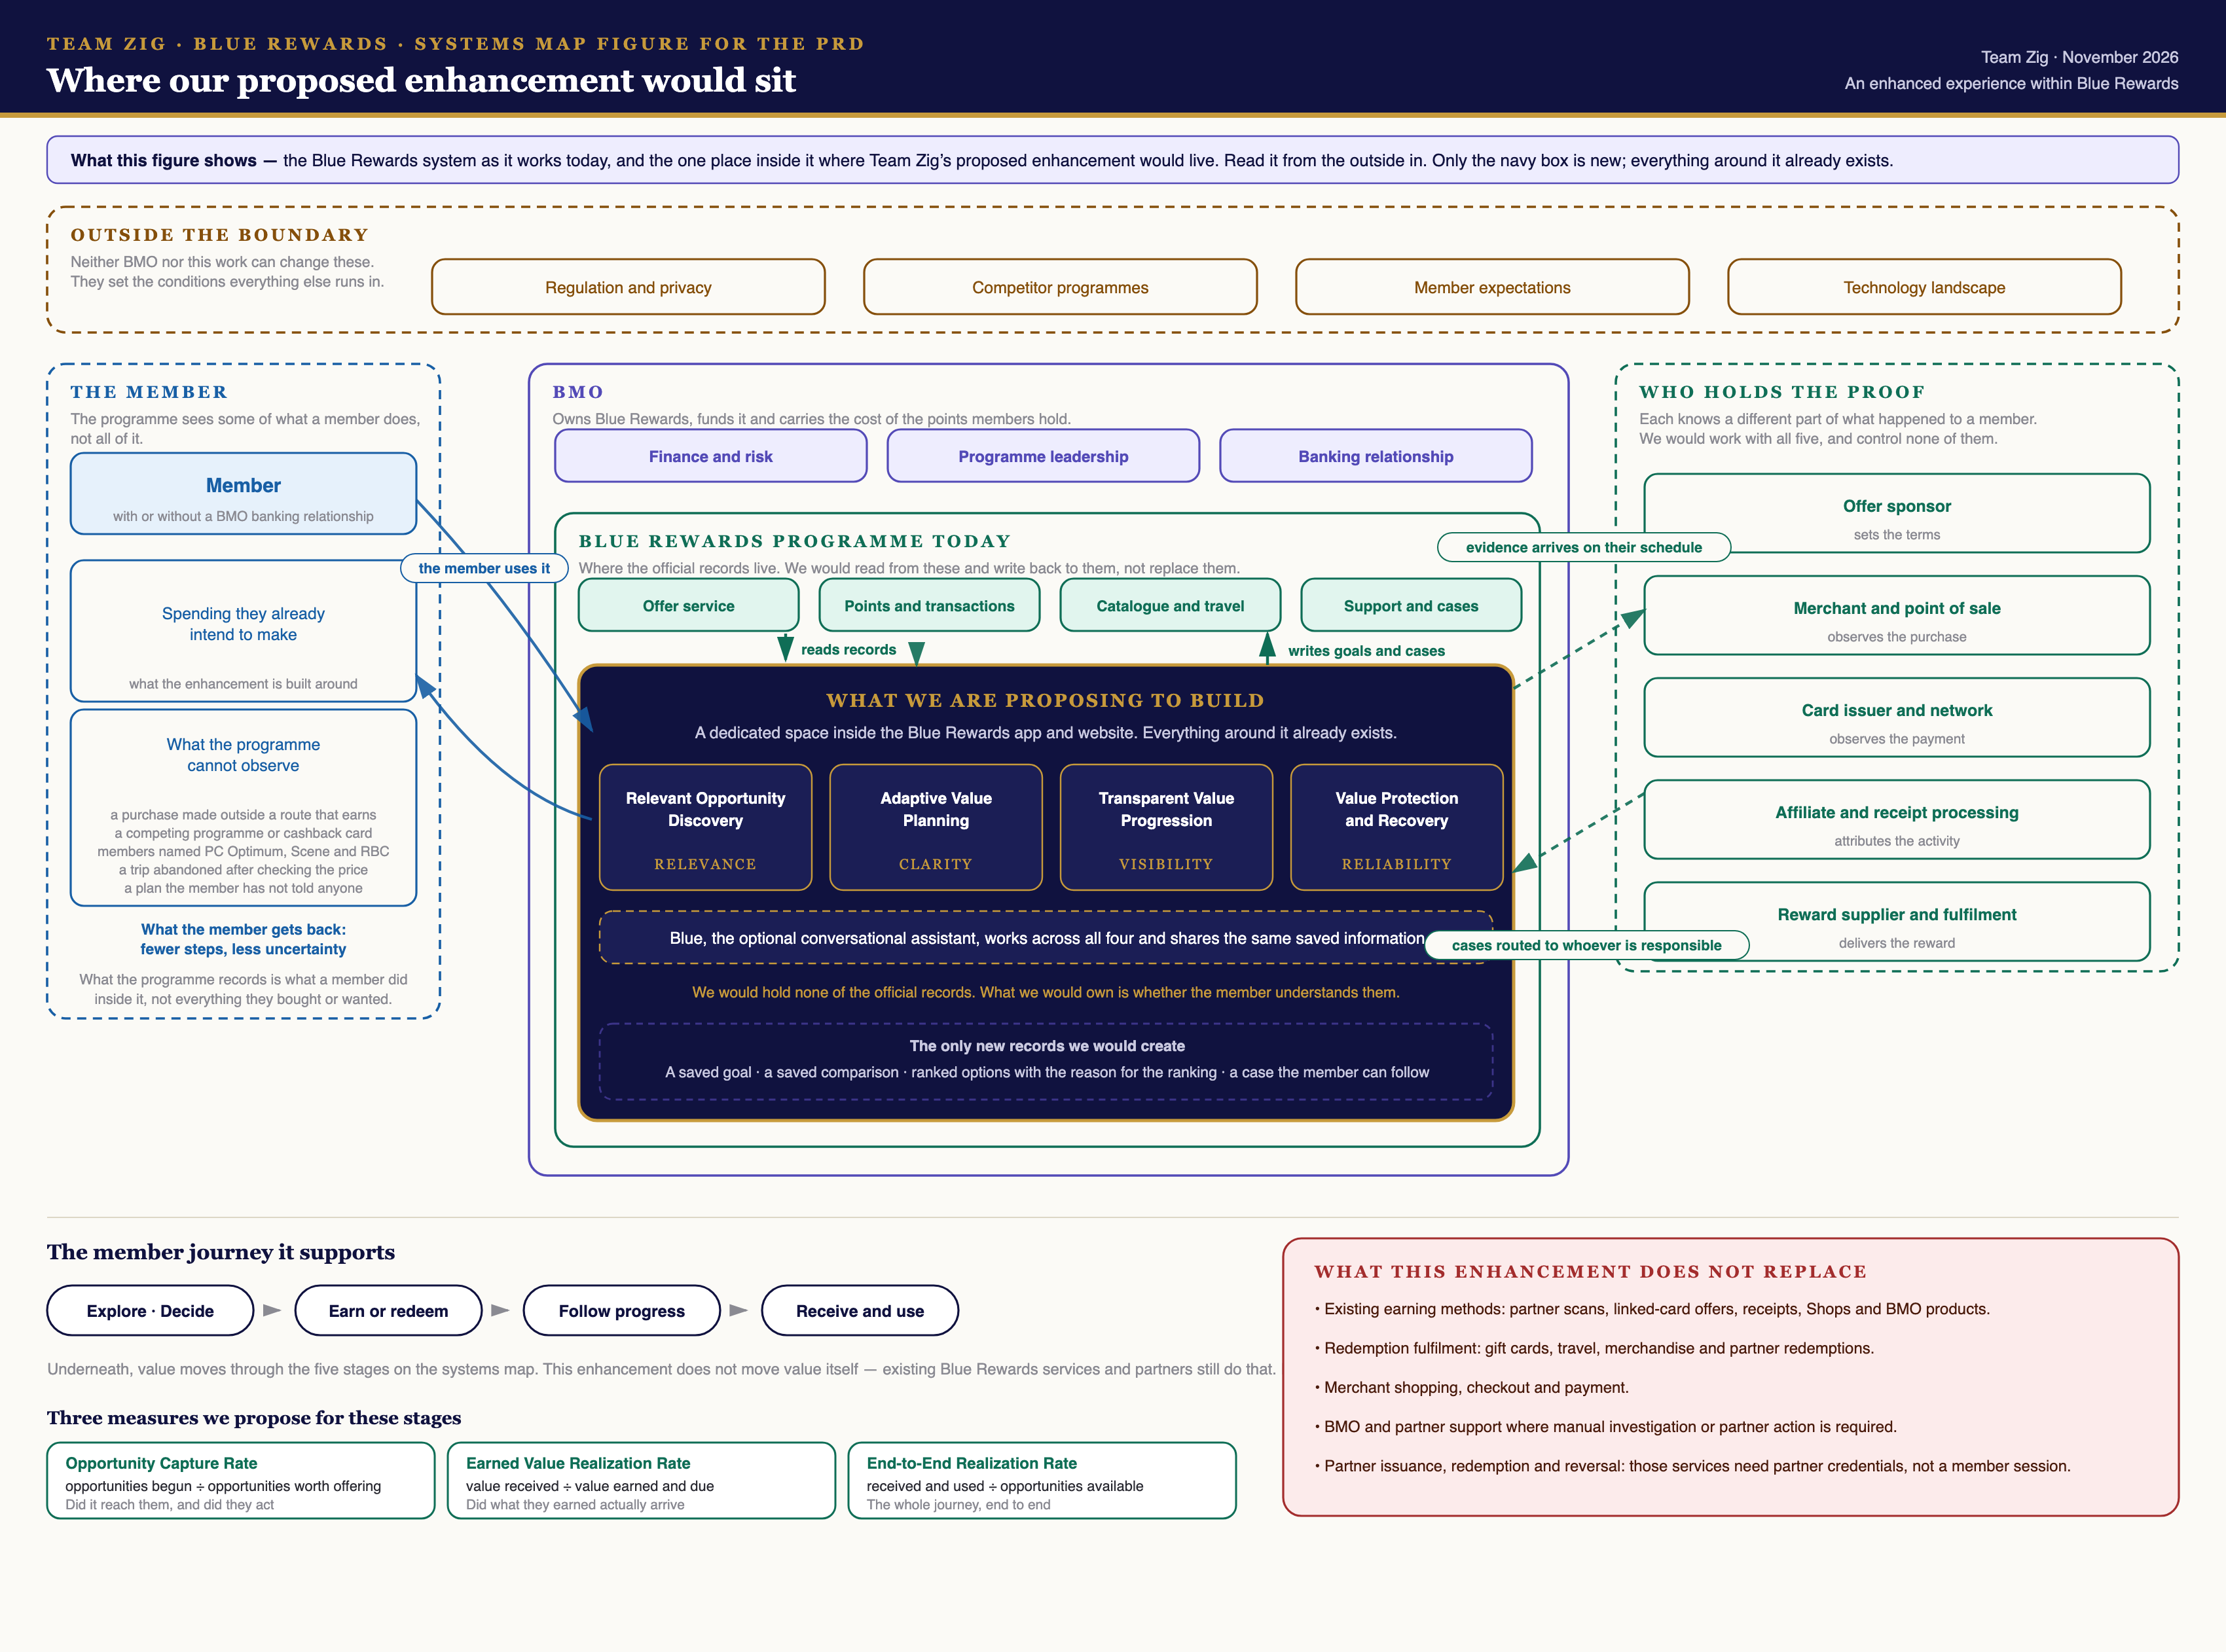 TEAM ZIG · BLUE REWARDS · SYSTEMS MAP FIGURE FOR THE PRD
Where our proposed enhancement would sit
Team Zig · November 2026
An enhanced experience within Blue Rewards
What this figure shows — the Blue Rewards system as it works today, and the one place inside it where Team Zig’s proposed enhancement would live. Read it from the outside in. Only the navy box is new; everything around it already exists.
OUTSIDE THE BOUNDARY
Neither BMO nor this work can change these.
They set the conditions everything else runs in.
Regulation and privacy
Competitor programmes
Member expectations
Technology landscape
THE MEMBER
The programme sees some of what a member does,
not all of it.
Member
with or without a BMO banking relationship
the member uses it
Spending they already
intend to make
what the enhancement is built around
What the programme
cannot observe
a purchase made outside a route that earns
a competing programme or cashback card
members named PC Optimum, Scene and RBC
a trip abandoned after checking the price
a plan the member has not told anyone
What the member gets back:
fewer steps, less uncertainty
What the programme records is what a member did
inside it, not everything they bought or wanted.
BMO
Owns Blue Rewards, funds it and carries the cost of the points members hold.
Finance and risk
Programme leadership
Banking relationship
BLUE REWARDS PROGRAMME TODAY
Where the official records live. We would read from these and write back to them, not replace them.
Offer service
Points and transactions
Catalogue and travel
Support and cases
reads records
writes goals and cases
WHAT WE ARE PROPOSING TO BUILD
A dedicated space inside the Blue Rewards app and website. Everything around it already exists.
Relevant Opportunity
Discovery
RELEVANCE
Adaptive Value
Planning
CLARITY
Transparent Value
Progression
VISIBILITY
Value Protection
and Recovery
RELIABILITY
Blue, the optional conversational assistant, works across all four and shares the same saved information
We would hold none of the official records. What we would own is whether the member understands them.
The only new records we would create
A saved goal · a saved comparison · ranked options with the reason for the ranking · a case the member can follow
WHO HOLDS THE PROOF
Each knows a different part of what happened to a member.
We would work with all five, and control none of them.
evidence arrives on their schedule
Offer sponsor
sets the terms
Merchant and point of sale
observes the purchase
Card issuer and network
observes the payment
Affiliate and receipt processing
attributes the activity
Reward supplier and fulfilment
delivers the reward
cases routed to whoever is responsible
The member journey it supports
Explore · Decide
Earn or redeem
Follow progress
Receive and use
Underneath, value moves through the five stages on the systems map. This enhancement does not move value itself — existing Blue Rewards services and partners still do that.
Three measures we propose for these stages
Opportunity Capture Rate
opportunities begun ÷ opportunities worth offering
Did it reach them, and did they act
Earned Value Realization Rate
value received ÷ value earned and due
Did what they earned actually arrive
End-to-End Realization Rate
received and used ÷ opportunities available
The whole journey, end to end
WHAT THIS ENHANCEMENT DOES NOT REPLACE
• Existing earning methods: partner scans, linked-card offers, receipts, Shops and BMO products.
• Redemption fulfilment: gift cards, travel, merchandise and partner redemptions.
• Merchant shopping, checkout and payment.
• BMO and partner support where manual investigation or partner action is required.
• Partner issuance, redemption and reversal: those services need partner credentials, not a member session.